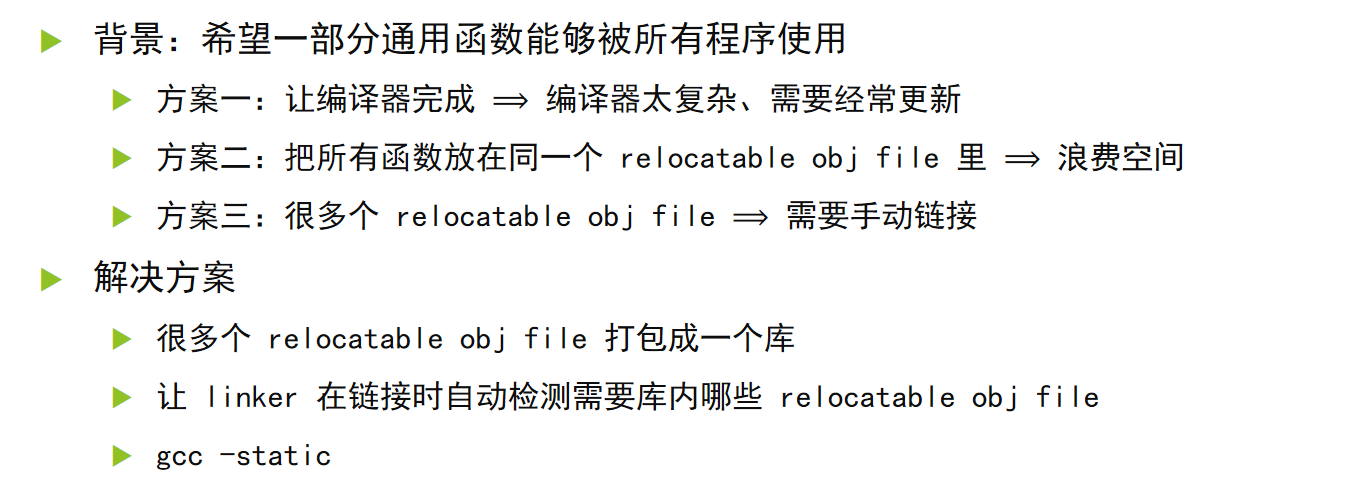 背景：希望一部分通用函数能够被所有程序使用
方案一：让编译器完成 ⟹ 编译器太复杂、需要经常更新
方案二：把所有函数放在同一个 relocatable obj file 里 ⟹ 浪费空间
方案三：很多个 relocatable obj file ⟹ 需要手动链接
解决方案
很多个 relocatable obj file 打包成一个库
让 linker 在链接时自动检测需要库内哪些 relocatable obj file
gcc -static